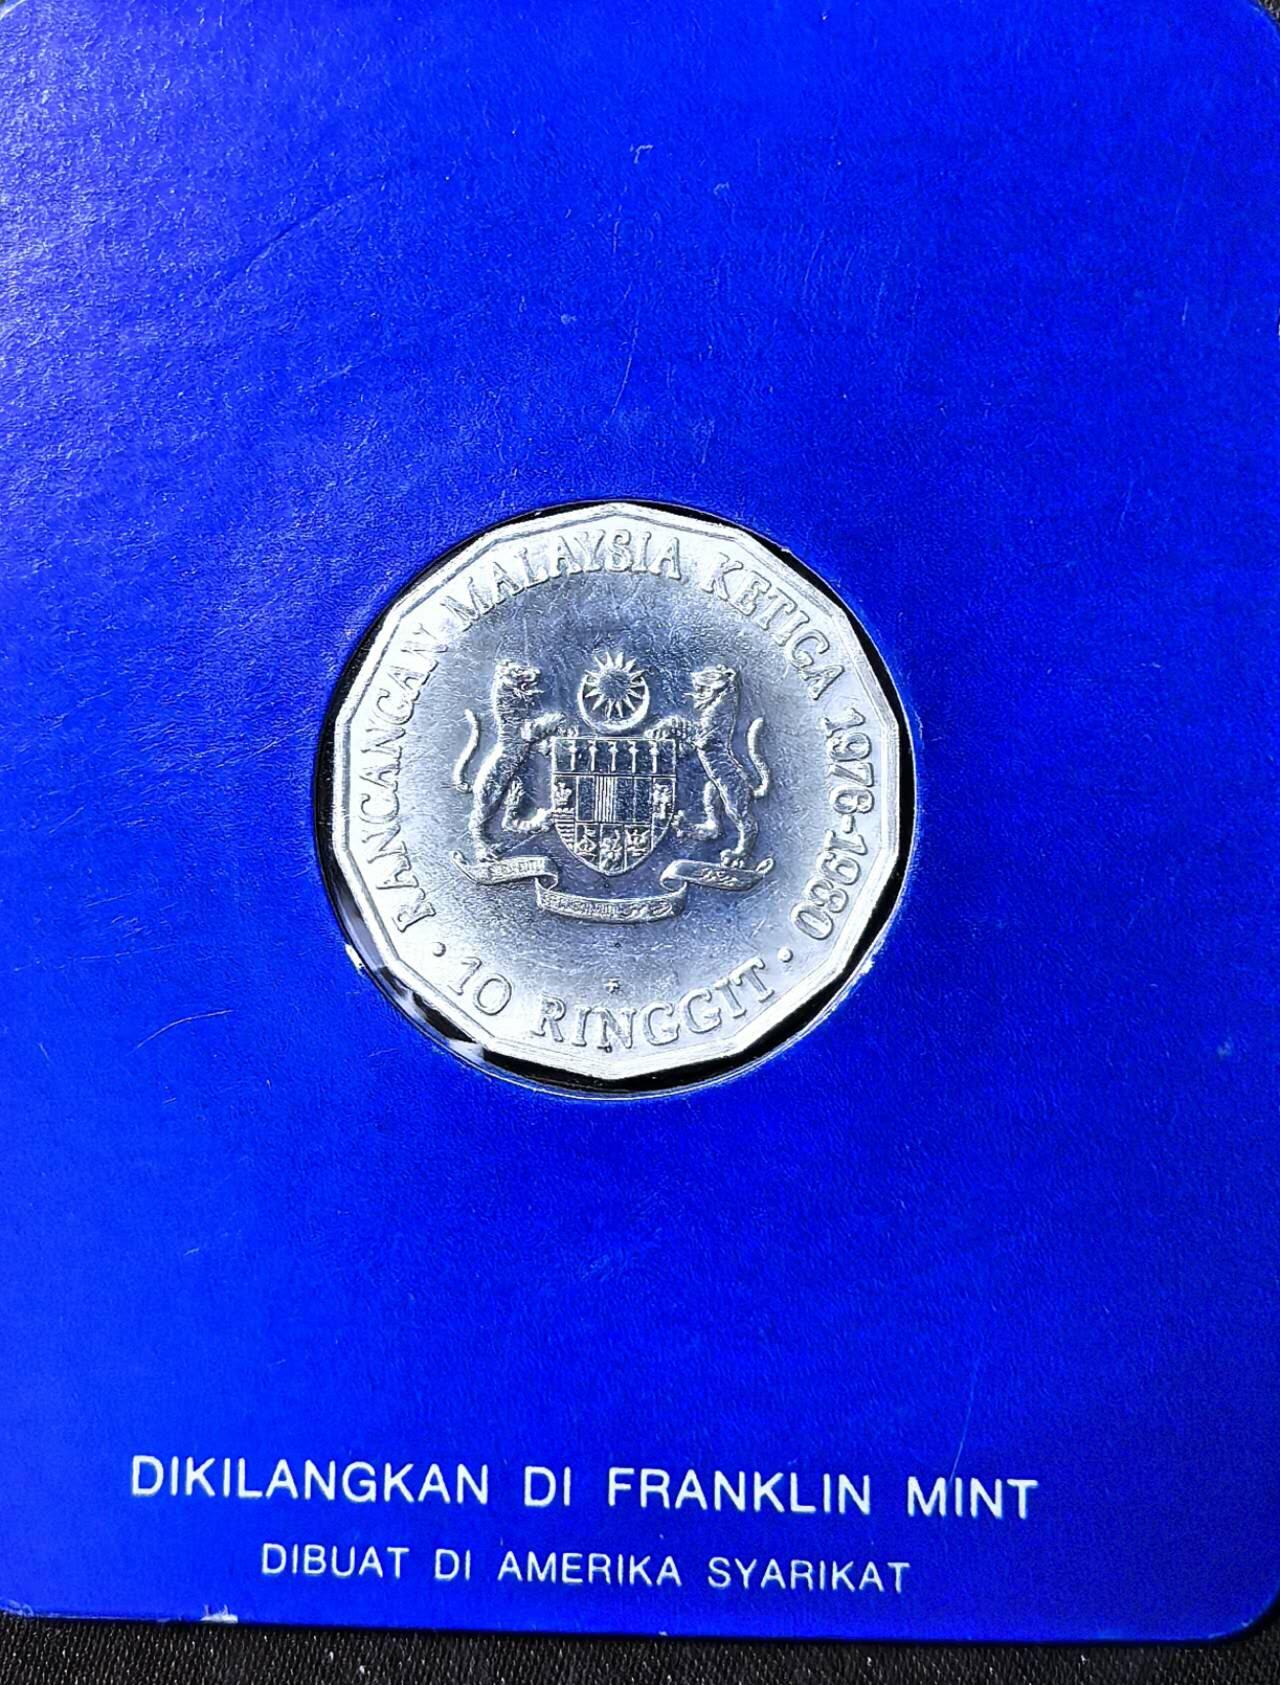 RANCANGAN MALAYSIA KETIGA 1976-1980
· 10 RINGGIT ·
DIKILANGKAN DI FRANKLIN MINT
DIBUAT DI AMERIKA SYARIKAT